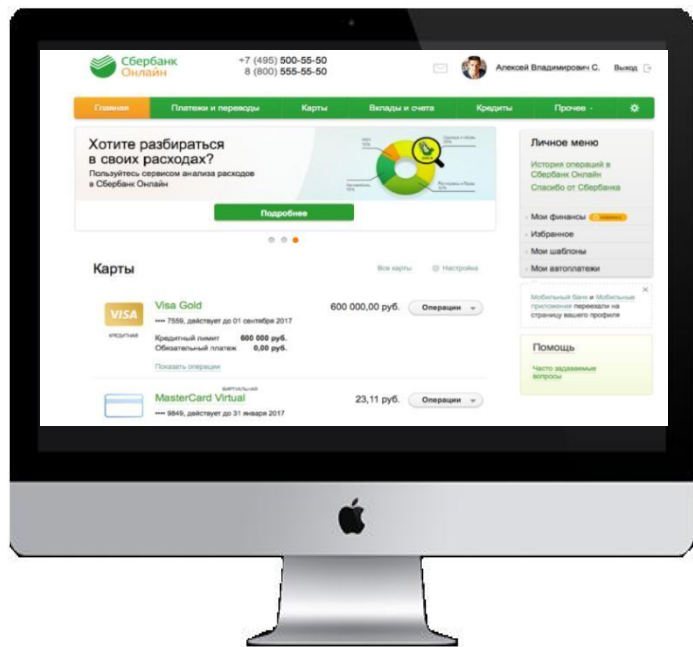 Сбербанк
Онлайн
+7 (495) 500-55-50
8 (800) 555-55-50
Алексей Владимирович С.
Выход
Главная
Платежи и переводы
Карты
Вклады и счета
Кредиты
Прочее
Хотите разбираться
в своих расходах?
Пользуйтесь сервисом анализа расходов
в Сбербанк Онлайн
Подробнее
Карты
Все карты
Настройка
VISA
КРЕДИТНАЯ
Visa Gold
•••• 7559, действует до 01 сентября 2017
600 000,00 руб.
Операции
Кредитный лимит 600 000 руб.
Обязательный платеж 0,00 руб.
Показать операции
ВИРТУАЛЬНАЯ
MasterCard Virtual
•••• 9849, действует до 31 января 2017
23,11 руб.
Операции
Личное меню
История операций в
Сбербанк Онлайн
Спасибо от Сбербанка
Мои финансы
Избранное
Мои шаблоны
Мои автоплатежи
Мобильный банк и Мобильные
приложения переехали на
страницу вашего профиля
Помощь
Часто задаваемые
вопросы